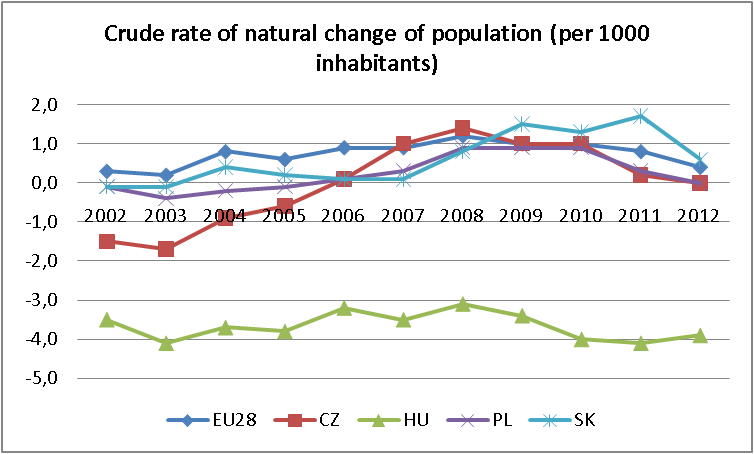 Crude rate of natural change of population (per 1000
inhabitants)
2,0
1,0
0,0
2002 2003 2004 2005 2006 2007 2008 2009 2010 2011 2012
-1,0
-2,0
-3,0
-4,0
-5,0
EU28 CZ HU PL SK